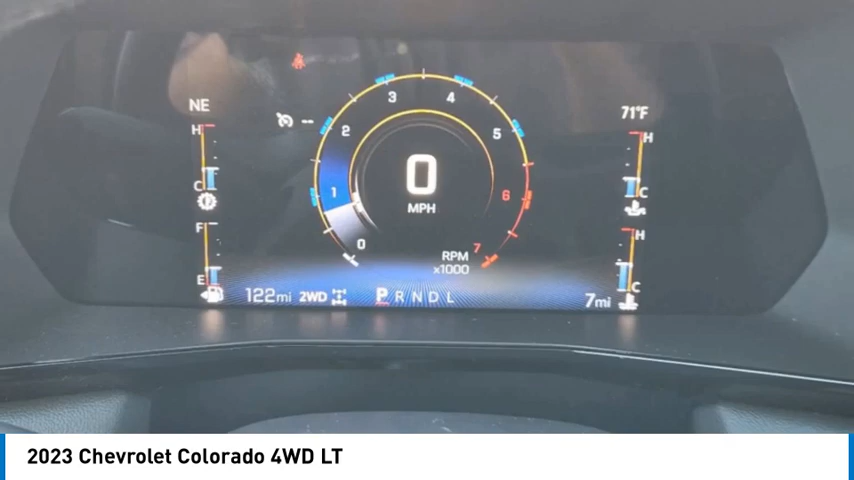 NE
71°F
--
0 1 2 3 4 5 6 7
0
MPH
RPM
x1000
H
C
F
E
H
C
H
C
122mi 2WD P R N D L 7mi
2023 Chevrolet Colorado 4WD LT